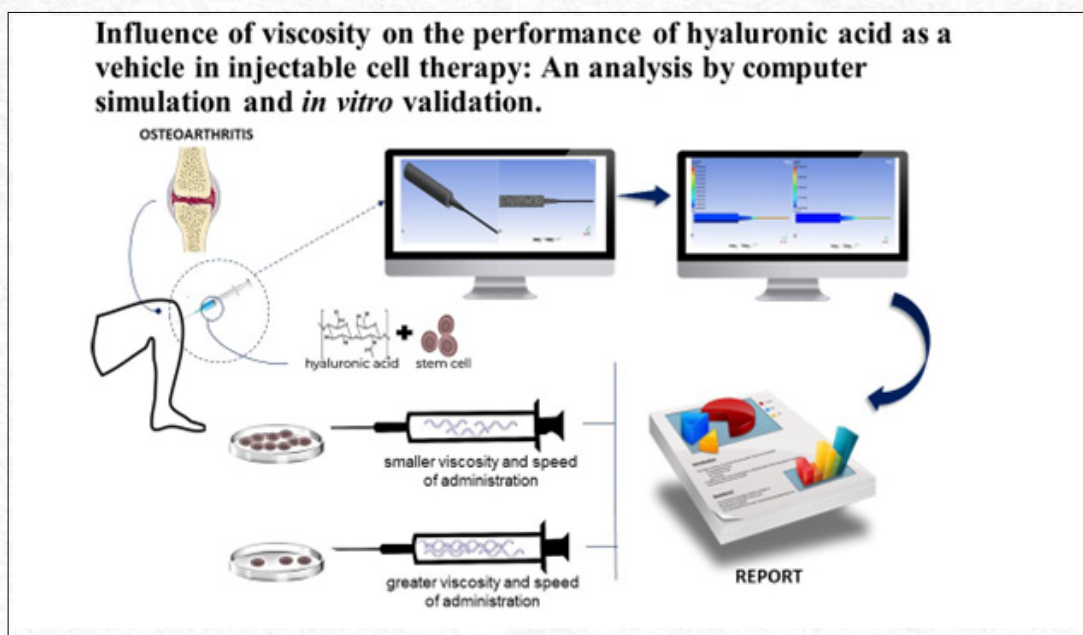 Influence of viscosity on the performance of hyaluronic acid as a
vehicle in injectable cell therapy: An analysis by computer
simulation and in vitro validation.
OSTEOARTHRITIS
hyaluronic acid
stem cell
smaller viscosity and speed
of administration
greater viscosity and speed
of administration
REPORT